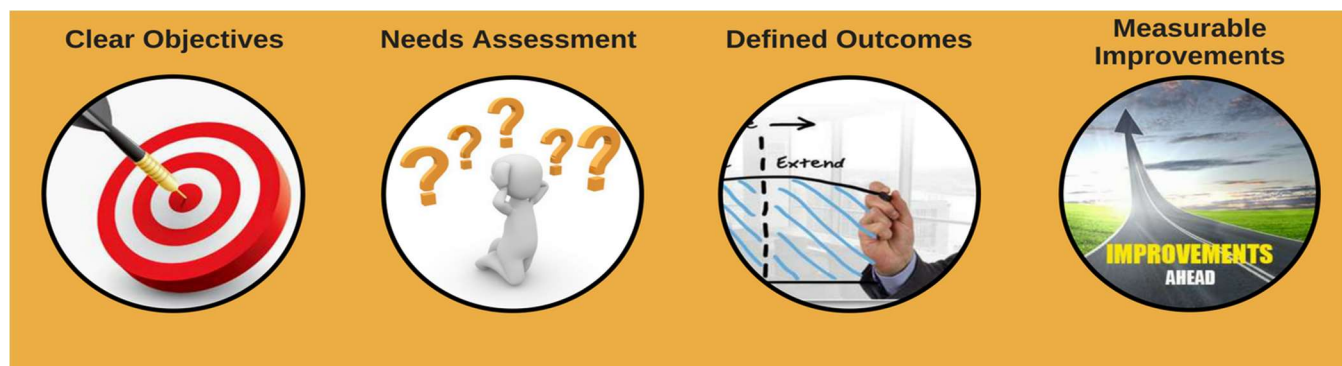 Clear Objectives
Needs Assessment
Defined Outcomes
Measurable
Improvements
? ? ? ? ?
Extend
IMPROVEMENTS
AHEAD